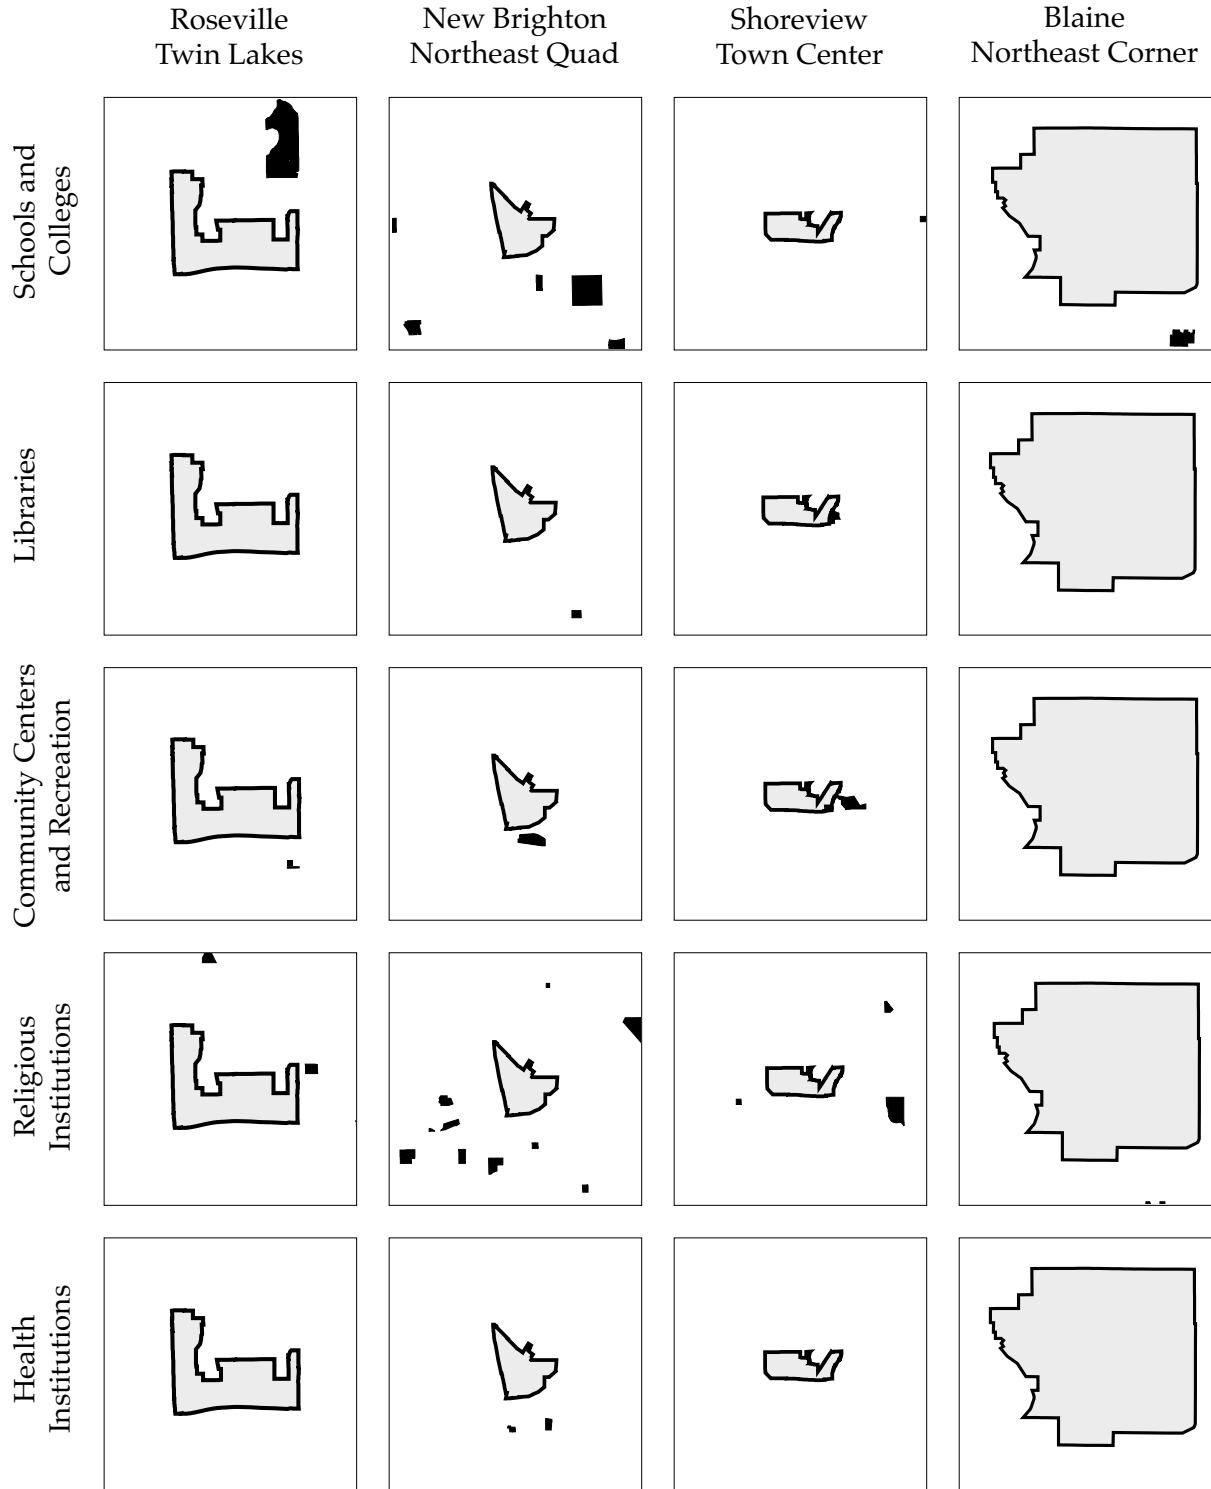 Roseville
Twin Lakes
New Brighton
Northeast Quad
Shoreview
Town Center
Blaine
Northeast Corner
Schools and
Colleges
Libraries
Community Centers
and Recreation
Religious
Institutions
Health
Institutions